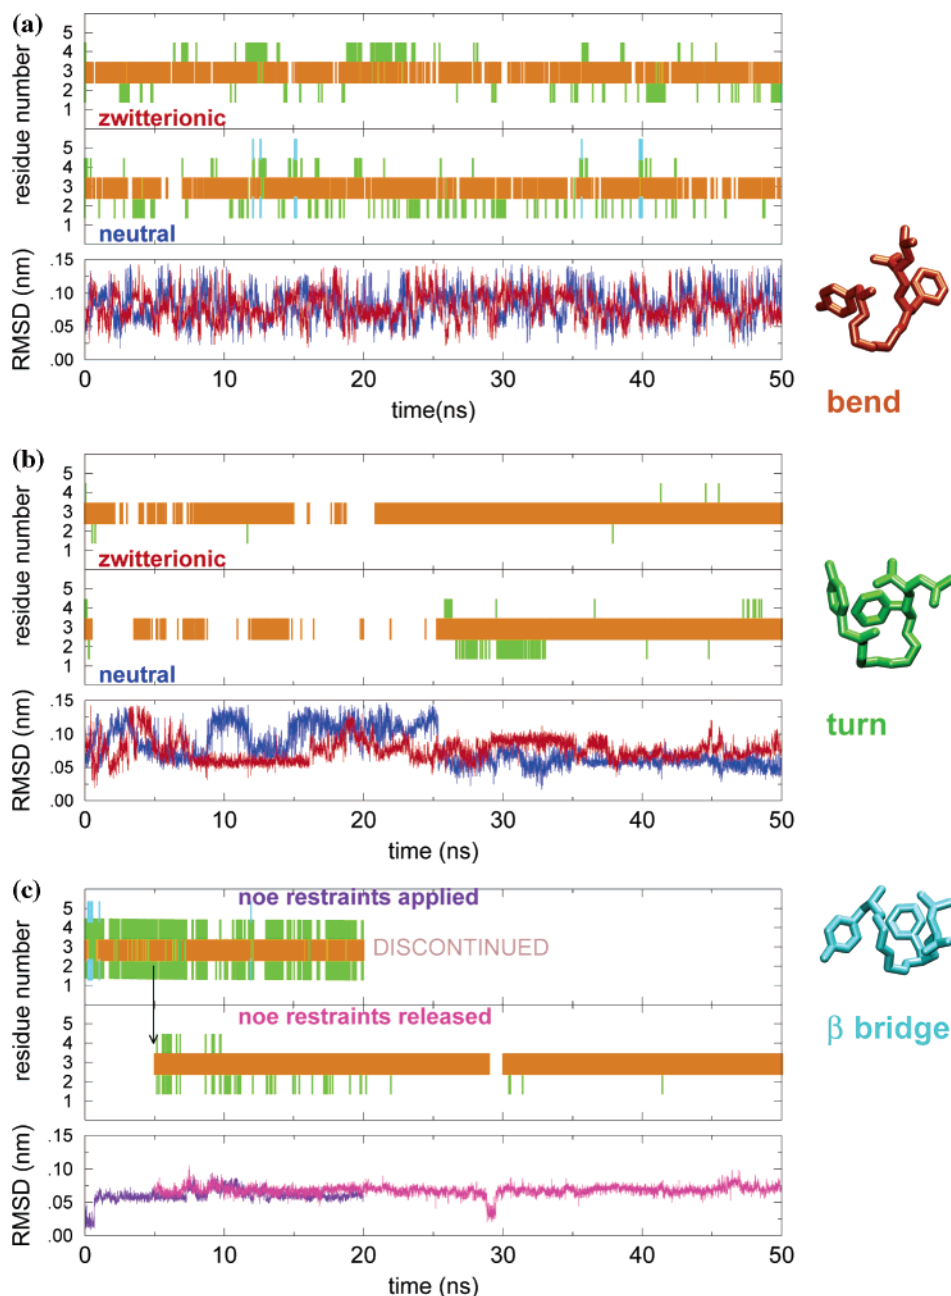 (a)
residue number
5
4
3
2
1
zwitterionic
5
4
3
2
1
neutral
RMSD (nm)
.15
.10
.05
.00
0 10 20 30 40 50
time(ns)
bend
(b)
residue number
5
4
3
2
1
zwitterionic
5
4
3
2
1
neutral
RMSD (nm)
.15
.10
.05
.00
0 10 20 30 40 50
time (ns)
turn
(c)
residue number
noe restraints applied
5
4
3
2
1
DISCONTINUED
noe restraints released
5
4
3
2
1
β bridge
RMSD (nm)
.15
.10
.05
.00
0 10 20 30 40 50
time (ns)